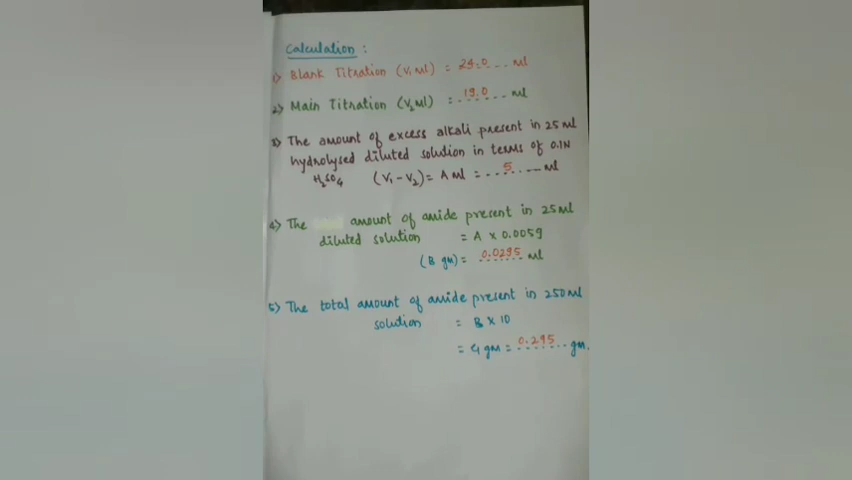 Calculation :
1) Blank Titration (V₁ ml) = 24.0... ml
2) Main Titration (V₂ ml) = 19.0... ml
3) The amount of excess alkali present in 25 ml
hydrolysed diluted solution in terms of 0.1N
H₂SO₄ (V₁ - V₂) = A ml = ...5..... ml
4) The amount of amide present in 25 ml
diluted solution = A × 0.0059
(B gm) = 0.0295 ml
5) The total amount of amide present in 250 ml
solution = B × 10
= G gm = 0.295... gm.